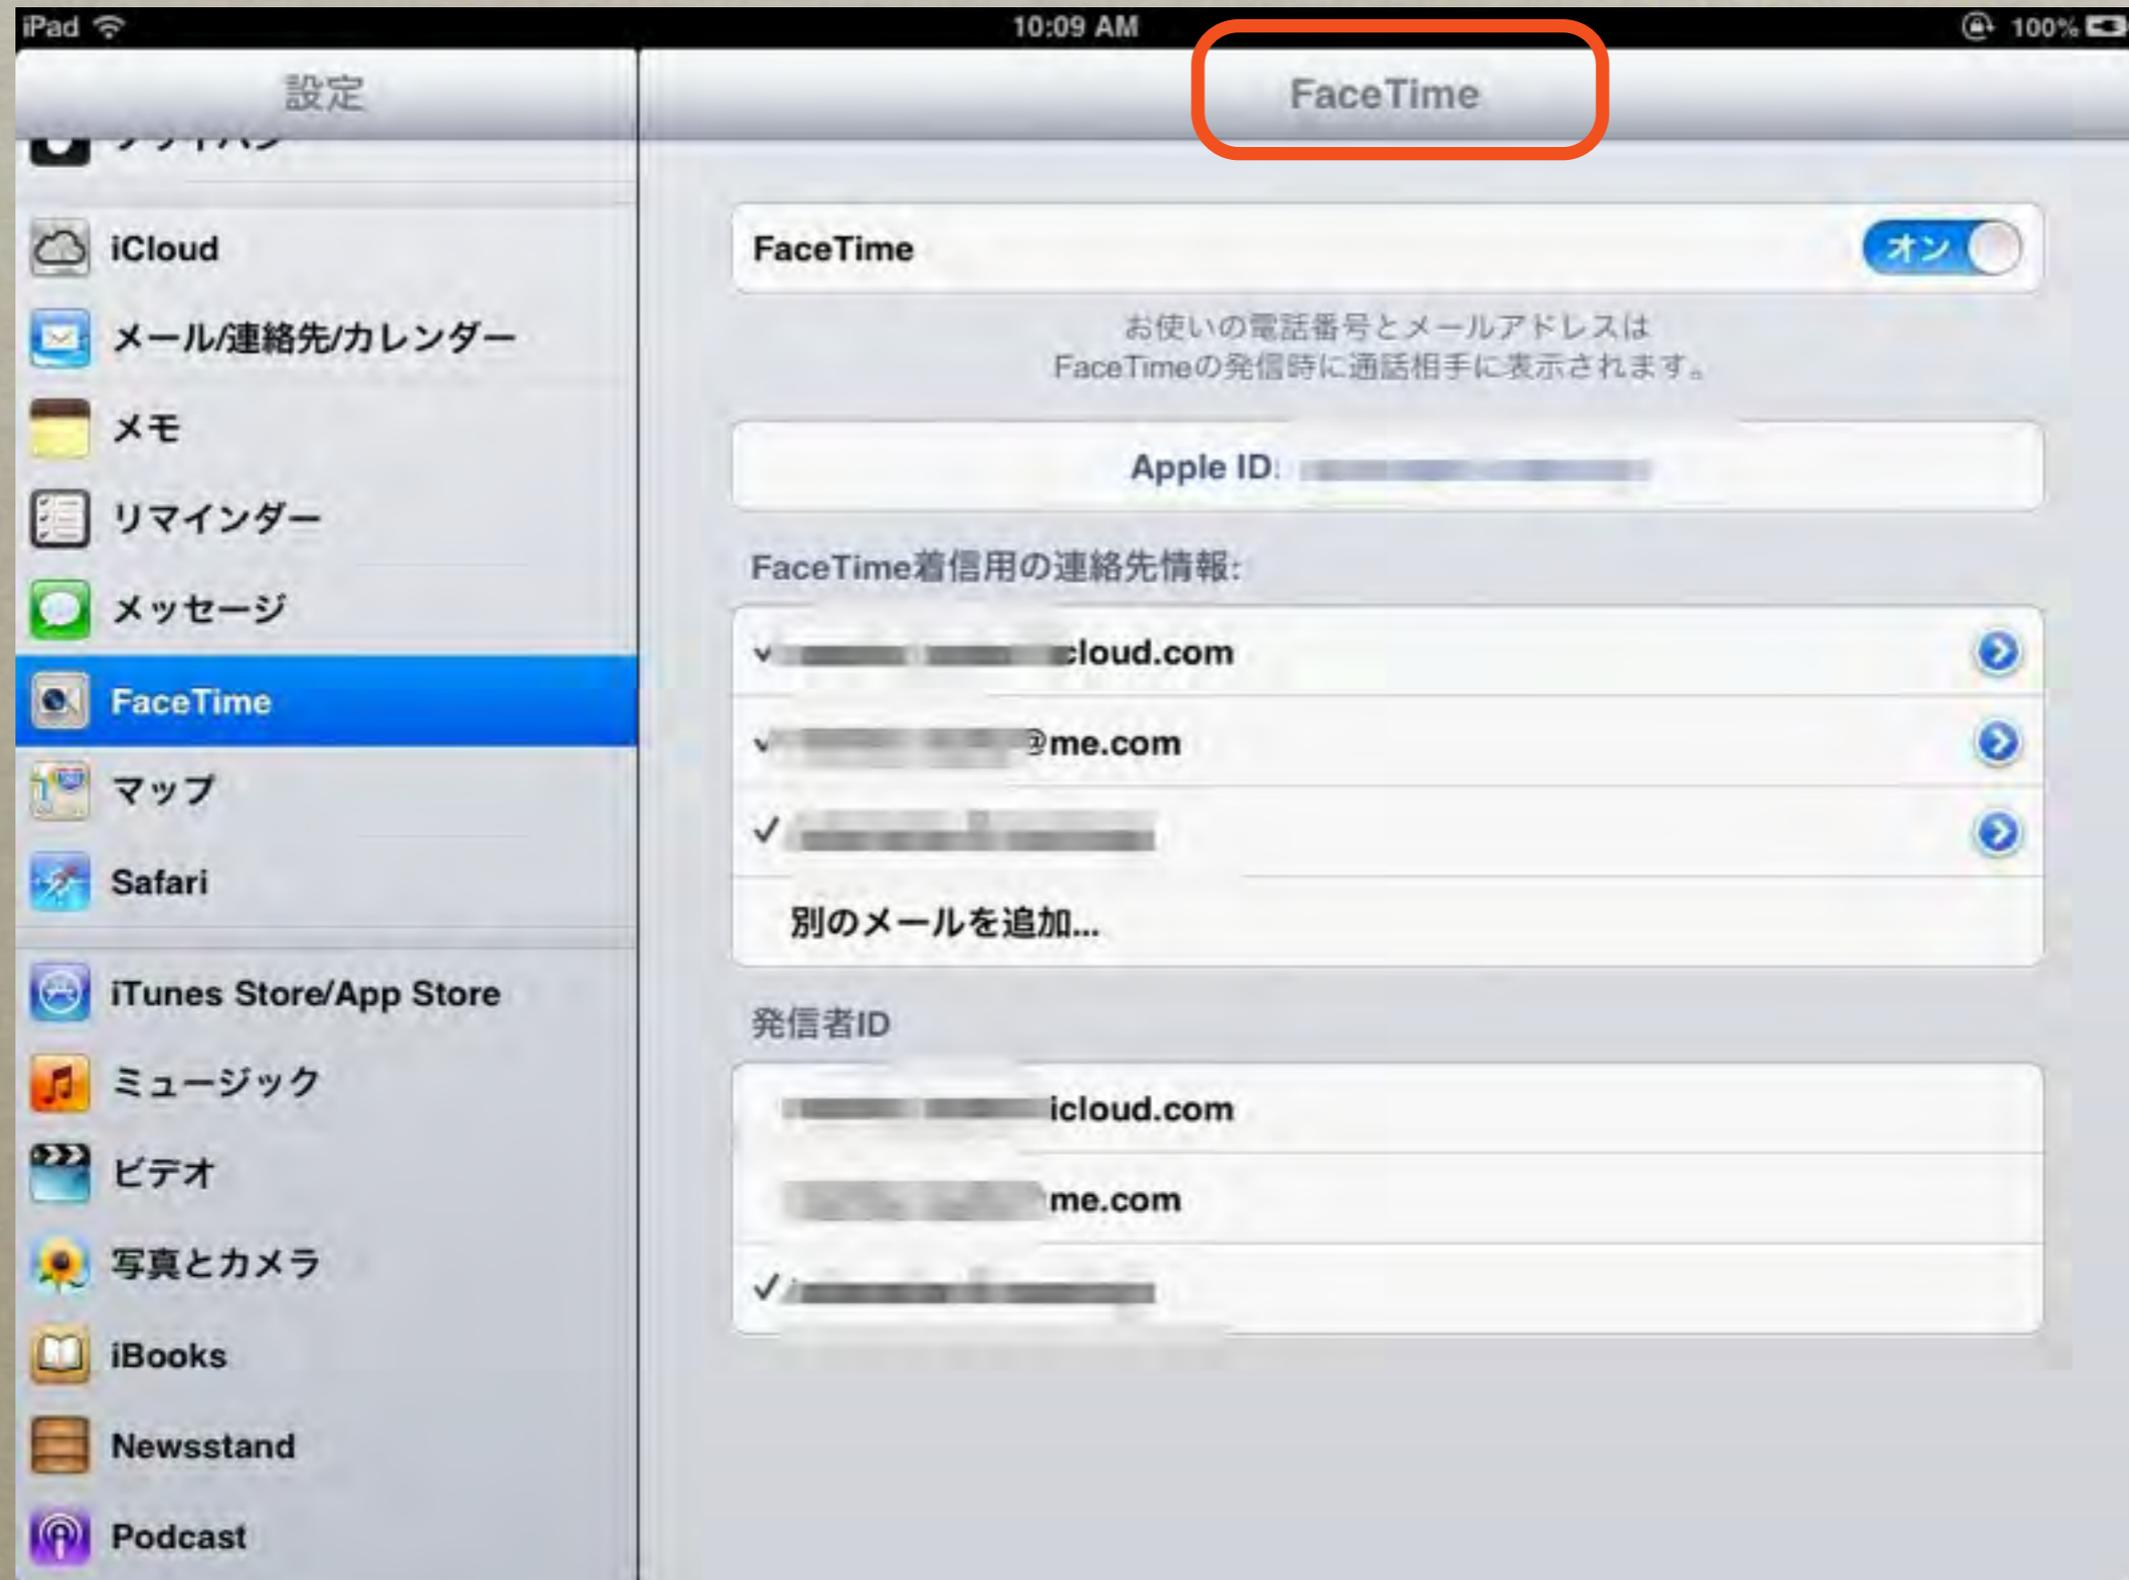 iPad
10:09 AM
100%
設定
FaceTime
iCloud
メール/連絡先/カレンダー
メモ
リマインダー
メッセージ
FaceTime
マップ
Safari
iTunes Store/App Store
ミュージック
ビデオ
写真とカメラ
iBooks
Newsstand
Podcast
FaceTime
オン
お使いの電話番号とメールアドレスは
FaceTimeの発信時に通話相手に表示されます。
Apple ID:
FaceTime着信用の連絡先情報:
cloud.com
@me.com
別のメールを追加...
発信者ID
icloud.com
me.com